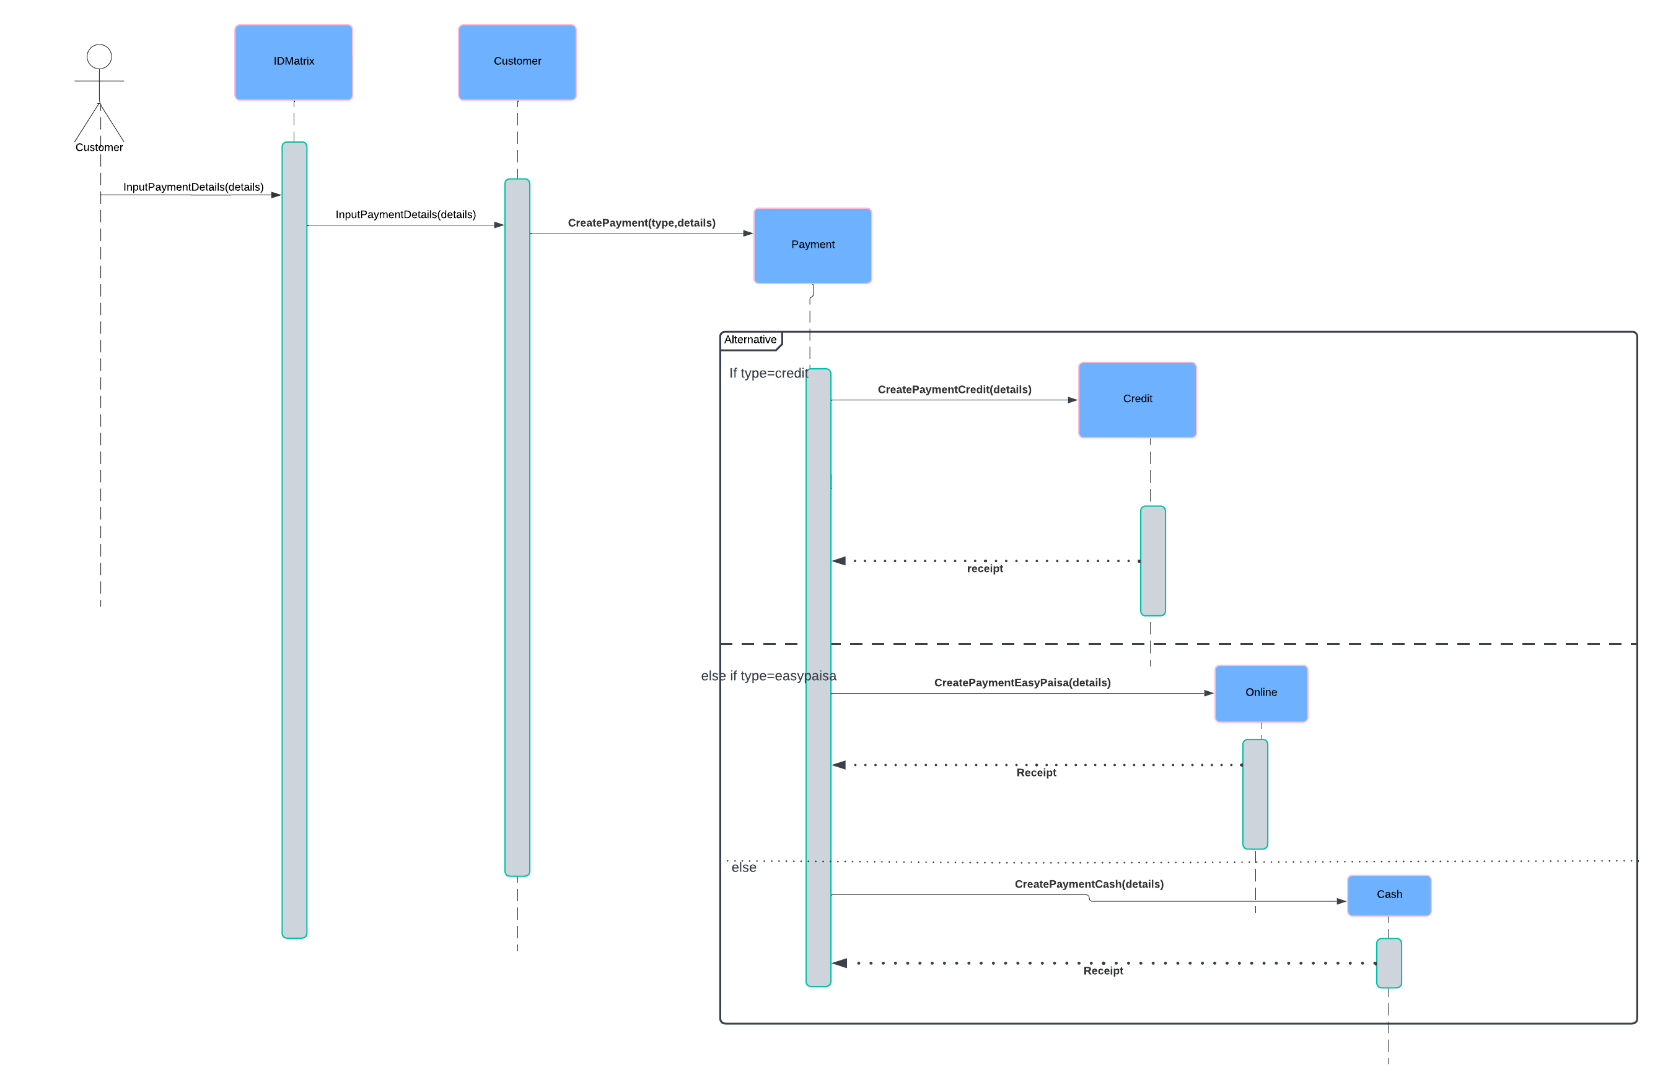 IDMatrix
Customer
Customer
InputPaymentDetails(details)
InputPaymentDetails(details)
CreatePayment(type,details)
Payment
Alternative
If type=credit
CreatePaymentCredit(details)
Credit
receipt
else if type=easypaisa
CreatePaymentEasyPaisa(details)
Online
Receipt
else
CreatePaymentCash(details)
Cash
Receipt